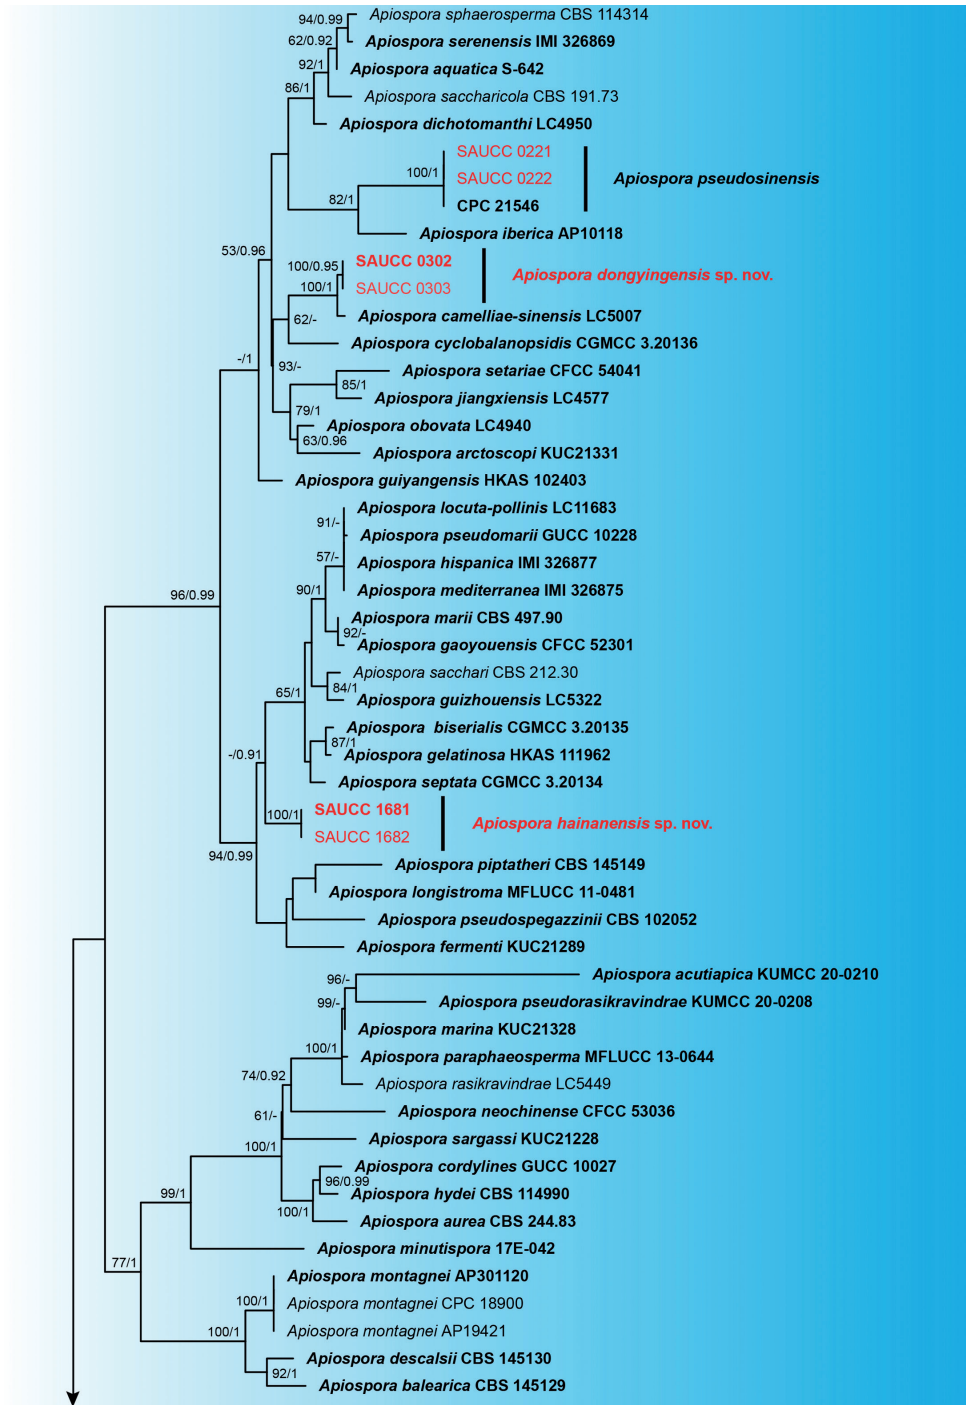 94/0.99
Apiospora sphaerosperma CBS 114314
62/0.92
Apiospora serenensis IMI 326869
92/1
Apiospora aquatica S-642
86/1
Apiospora saccharicola CBS 191.73
Apiospora dichotomanthi LC4950
SAUCC 0221
100/1
SAUCC 0222
Apiospora pseudosinensis
82/1
CPC 21546
Apiospora iberica AP10118
53/0.96
100/0.95
SAUCC 0302
Apiospora dongyingensis sp. nov.
100/1
SAUCC 0303
62/-
Apiospora camelliae-sinensis LC5007
Apiospora cyclobalanopsidis CGMCC 3.20136
-/1
93/-
Apiospora setariae CFCC 54041
85/1
Apiospora jiangxiensis LC4577
79/1
Apiospora obovata LC4940
63/0.96
Apiospora arctoscopi KUC21331
Apiospora guiyangensis HKAS 102403
Apiospora locuta-pollinis LC11683
91/-
Apiospora pseudomarii GUCC 10228
57/-
Apiospora hispanica IMI 326877
90/1
Apiospora mediterranea IMI 326875
96/0.99
Apiospora marii CBS 497.90
92/-
Apiospora gaoyouensis CFCC 52301
Apiospora sacchari CBS 212.30
65/1
84/1
Apiospora guizhouensis LC5322
Apiospora biserialis CGMCC 3.20135
87/1
-/0.91
Apiospora gelatinosa HKAS 111962
Apiospora septata CGMCC 3.20134
100/1
SAUCC 1681
Apiospora hainanensis sp. nov.
SAUCC 1682
94/0.99
Apiospora piptatheri CBS 145149
Apiospora longistroma MFLUCC 11-0481
Apiospora pseudospegazzinii CBS 102052
Apiospora fermenti KUC21289
96/-
Apiospora acutiapica KUMCC 20-0210
99/-
Apiospora pseudorasikravindrae KUMCC 20-0208
Apiospora marina KUC21328
100/1
Apiospora paraphaeosperma MFLUCC 13-0644
74/0.92
Apiospora rasikravindrae LC5449
Apiospora neochinense CFCC 53036
61/-
Apiospora sargassi KUC21228
100/1
Apiospora cordylines GUCC 10027
96/0.99
99/1
Apiospora hydei CBS 114990
100/1
Apiospora aurea CBS 244.83
Apiospora minutispora 17E-042
77/1
Apiospora montagnei AP301120
100/1
Apiospora montagnei CPC 18900
100/1
Apiospora montagnei AP19421
Apiospora descalsii CBS 145130
92/1
Apiospora balearica CBS 145129